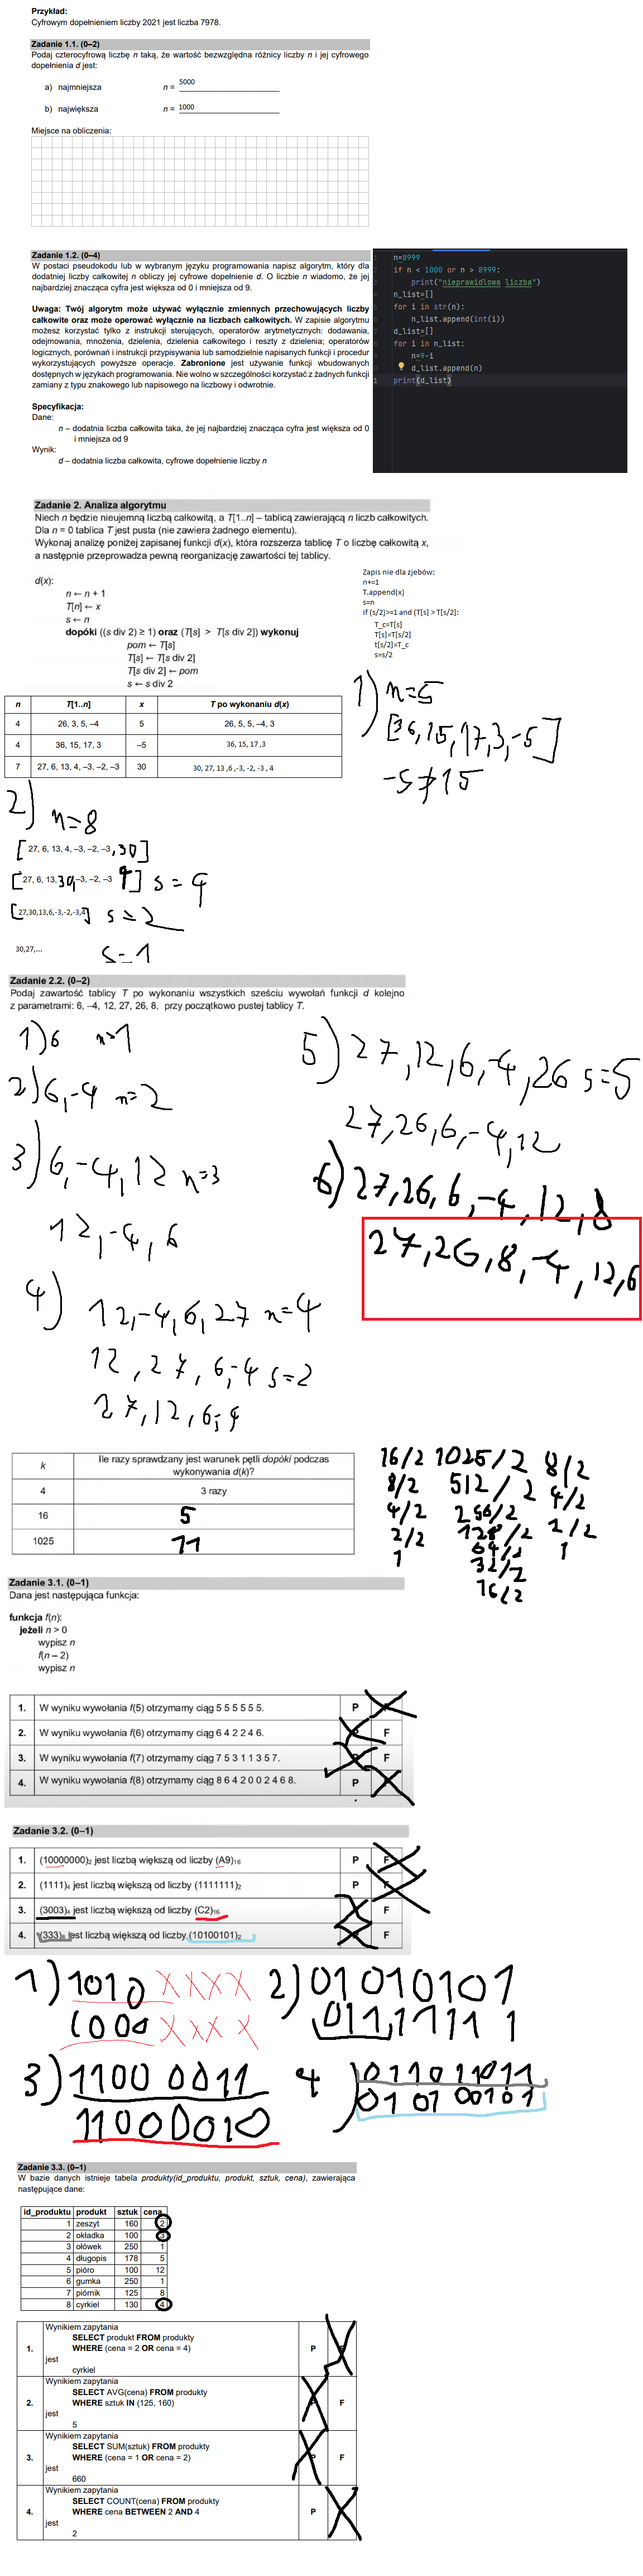 Przykład:
Cyfrowym dopełnieniem liczby 2021 jest liczba 7978.
Zadanie 1.1. (0–2)
Podaj czterocyfrową liczbę n taką, że wartość bezwzględna różnicy liczby n i jej cyfrowego
dopełnienia d jest:
a) najmniejsza n = 5000
b) największa n = 1000
Miejsce na obliczenia:
Zadanie 1.2. (0–4)
W postaci pseudokodu lub w wybranym języku programowania napisz algorytm, który dla
dodatniej liczby całkowitej n obliczy jej cyfrowe dopełnienie d. O liczbie n wiadomo, że jej
najbardziej znacząca cyfra jest większa od 0 i mniejsza od 9.
Uwaga: Twój algorytm może używać wyłącznie zmiennych przechowujących liczby
całkowite oraz może operować wyłącznie na liczbach całkowitych. W zapisie algorytmu
możesz korzystać tylko z instrukcji sterujących, operatorów arytmetycznych: dodawania,
odejmowania, mnożenia, dzielenia, dzielenia całkowitego i reszty z dzielenia; operatorów
logicznych, porównań i instrukcji przypisywania lub samodzielnie napisanych funkcji i procedur
wykorzystujących powyższe operacje. Zabronione jest używanie funkcji wbudowanych
dostępnych w językach programowania. Nie wolno w szczególności korzystać z żadnych funkcji
zamiany z typu znakowego lub napisowego na liczbowy i odwrotnie.
Specyfikacja:
Dane:
n – dodatnia liczba całkowita taka, że jej najbardziej znacząca cyfra jest większa od 0
i mniejsza od 9
Wynik:
d – dodatnia liczba całkowita, cyfrowe dopełnienie liczby n
n=8999
if n < 1000 or n > 8999:
print("nieprawidlowa liczba")
n_list=[]
for i in str(n):
n_list.append(int(i))
d_list=[]
for i in n_list:
n=9-i
d_list.append(n)
print(d_list)
Zadanie 2. Analiza algorytmu
Niech n będzie nieujemną liczbą całkowitą, a T[1..n] – tablicą zawierającą n liczb całkowitych.
Dla n = 0 tablica T jest pusta (nie zawiera żadnego elementu).
Wykonaj analizę poniżej zapisanej funkcji d(x), która rozszerza tablicę T o liczbę całkowitą x,
a następnie przeprowadza pewną reorganizację zawartości tej tablicy.
d(x):
n ← n + 1
T[n] ← x
s ← n
dopóki ((s div 2) ≥ 1) oraz (T[s] > T[s div 2]) wykonuj
pom ← T[s]
T[s] ← T[s div 2]
T[s div 2] ← pom
s ← s div 2
Zapis nie dla zjebów:
n+=1
T.append(x)
s=n
if (s/2)>=1 and (T[s] > T[s/2]:
T_c=T[s]
T[s]=T[s/2]
t[s/2]=T_c
s=s/2
n T[1..n] x T po wykonaniu d(x)
4 26, 3, 5, –4 5 26, 5, 5, -4, 3
4 36, 15, 17, 3 –5 36, 15, 17 ,3
7 27, 6, 13, 4, –3, –2, –3 30 30, 27, 13 ,6 ,-3, -2, -3 , 4
1) n=5
[36,15,17,3,-5]
-5≯15
2) n=8
[27, 6, 13, 4, –3, –2, –3,30]
[27, 6, 13,30,–3, –2, –3 4] s=4
[27,30,13,6,-3,-2,-3,4] s=2
30,27,... s=1
Zadanie 2.2. (0–2)
Podaj zawartość tablicy T po wykonaniu wszystkich sześciu wywołań funkcji d kolejno
z parametrami: 6, –4, 12, 27, 26, 8, przy początkowo pustej tablicy T.
1) 6 n=1
2) 6,-4 n=2
3) 6,-4,12 n=3
12,-4,6
4) 12,-4,6,27 n=4
12,27,6,-4 s=2
27,12,6,-4
5) 27,12,6,-4,26 s=5
27,26,6,-4,12
6) 27,26,6,-4,12,8
27,26,8,-4,12,6
k Ile razy sprawdzany jest warunek pętli dopóki podczas
wykonywania d(k)?
4 3 razy
16 5
1025 11
16/2 1025/2 8/2
8/2 512/2 4/2
4/2 256/2 2/2
2/2 128/2 1
1 64/2
32/2
16/2
Zadanie 3.1. (0–1)
Dana jest następująca funkcja:
funkcja f(n):
jeżeli n > 0
wypisz n
f(n – 2)
wypisz n
1. W wyniku wywołania f(5) otrzymamy ciąg 5 5 5 5 5 5. P
2. W wyniku wywołania f(6) otrzymamy ciąg 6 4 2 2 4 6. F
3. W wyniku wywołania f(7) otrzymamy ciąg 7 5 3 1 1 3 5 7. P F
4. W wyniku wywołania f(8) otrzymamy ciąg 8 6 4 2 0 0 2 4 6 8. P
Zadanie 3.2. (0–1)
1. (10000000)₂ jest liczbą większą od liczby (A9)₁₆ P F
2. (1111)₄ jest liczbą większą od liczby (1111111)₂ P
3. (3003)₄ jest liczbą większą od liczby (C2)₁₆ F
4. (333)₈ jest liczbą większą od liczby (10100101)₂ F
1) 1010 XXXX
1000 XXXX
2) 01010101
01111111
3) 1100 0011
11000010
4) 011011011
010100101
Zadanie 3.3. (0–1)
W bazie danych istnieje tabela produkty(id_produktu, produkt, sztuk, cena), zawierająca
następujące dane:
id_produktu produkt sztuk cena
1 zeszyt 160 2
2 okładka 100 3
3 ołówek 250 1
4 długopis 178 5
5 pióro 100 12
6 gumka 250 1
7 piórnik 125 8
8 cyrkiel 130 4
1. Wynikiem zapytania
SELECT produkt FROM produkty
WHERE (cena = 2 OR cena = 4)
jest
cyrkiel
P
2. Wynikiem zapytania
SELECT AVG(cena) FROM produkty
WHERE sztuk IN (125, 160)
jest
5
F
3. Wynikiem zapytania
SELECT SUM(sztuk) FROM produkty
WHERE (cena = 1 OR cena = 2)
jest
660
P F
4. Wynikiem zapytania
SELECT COUNT(cena) FROM produkty
WHERE cena BETWEEN 2 AND 4
jest
2
P